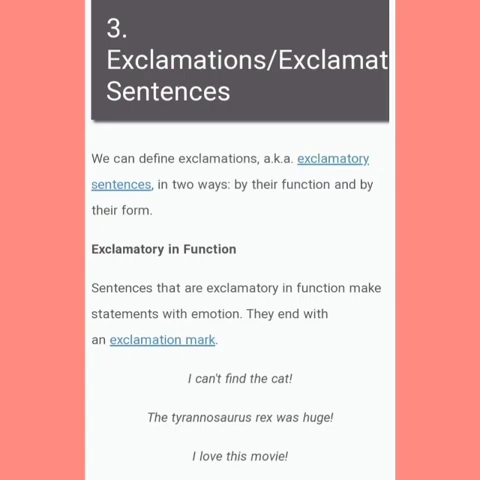 3.
Exclamations/Exclamat
Sentences
We can define exclamations, a.k.a. exclamatory
sentences, in two ways: by their function and by
their form.
Exclamatory in Function
Sentences that are exclamatory in function make
statements with emotion. They end with
an exclamation mark.
I can't find the cat!
The tyrannosaurus rex was huge!
I love this movie!